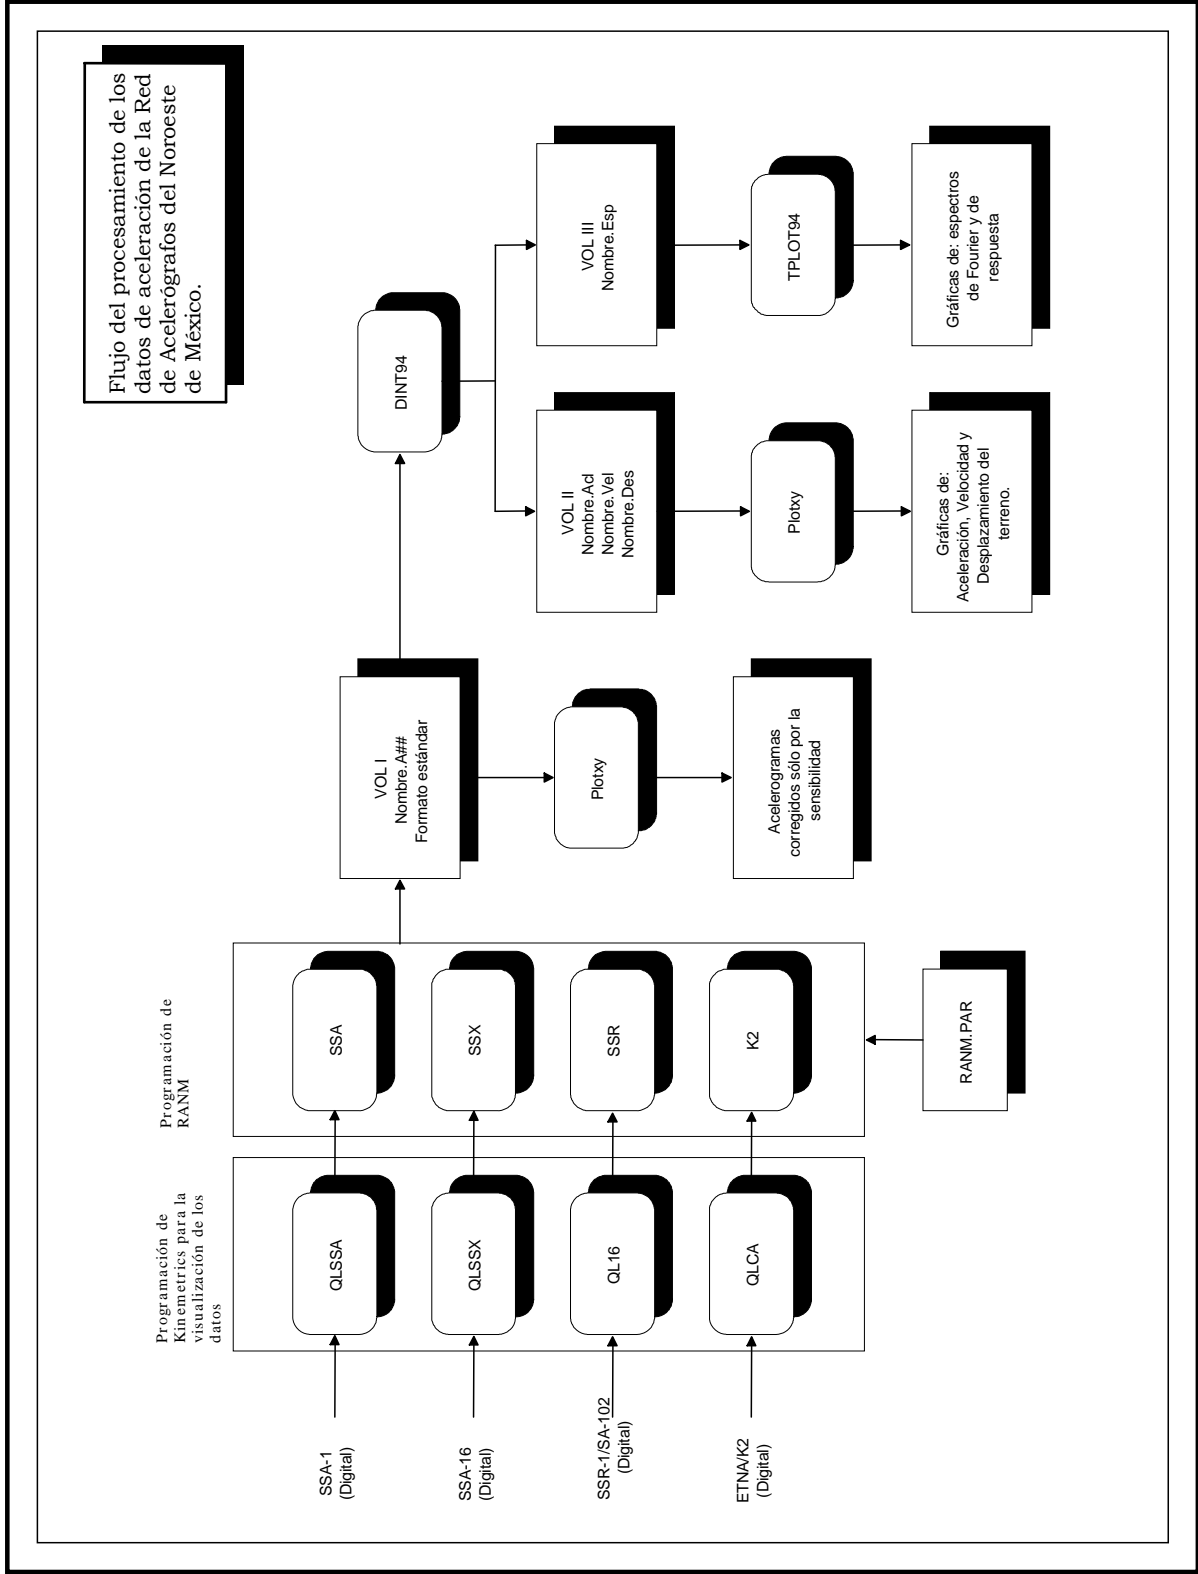 Flujo del procesamiento de los
datos de aceleración de la Red
de Acelerógrafos del Noroeste
de México.
Programación de
Kinemetrics para la
visualización de los
datos
Programación de
RANM
SSA-1
(Digital)
QLSSA
SSA
SSA-16
(Digital)
QLSSX
SSX
SSR-1/SA-102
(Digital)
QL16
SSR
ETNA/K2
(Digital)
QLCA
K2
RANM.PAR
VOL I
Nombre.A##
Formato estándar
Plotxy
Acelerogramas
corregidos sólo por la
sensibilidad
DINT94
VOL II
Nombre.Acl
Nombre.Vel
Nombre.Des
Plotxy
Gráficas de:
Aceleración, Velocidad y
Desplazamiento del
terreno.
VOL III
Nombre.Esp
TPLOT94
Gráficas de: espectros
de Fourier y de
respuesta